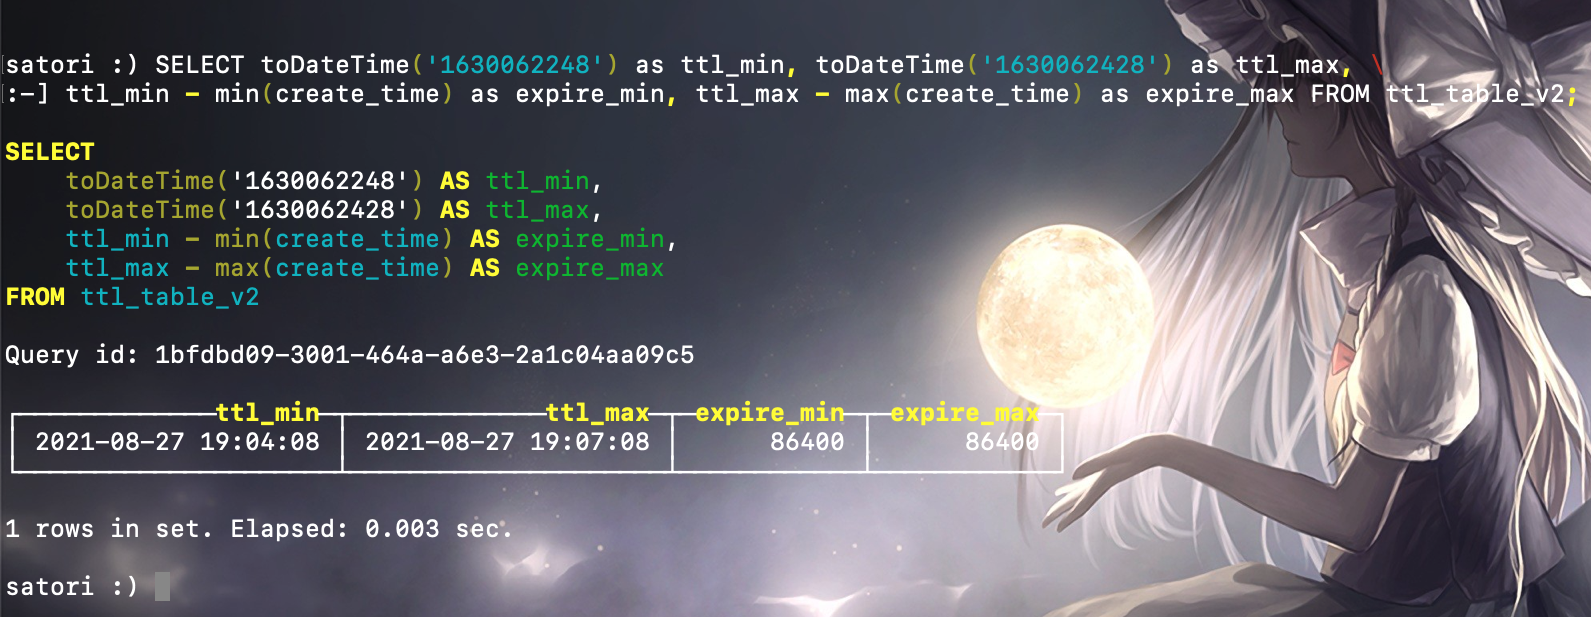 satori :) SELECT toDateTime('1630062248') as ttl_min, toDateTime('1630062428') as ttl_max, \
:-] ttl_min - min(create_time) as expire_min, ttl_max - max(create_time) as expire_max FROM ttl_table_v2;
SELECT
    toDateTime('1630062248') AS ttl_min,
    toDateTime('1630062428') AS ttl_max,
    ttl_min - min(create_time) AS expire_min,
    ttl_max - max(create_time) AS expire_max
FROM ttl_table_v2
Query id: 1bfdbd09-3001-464a-a6e3-2a1c04aa09c5
ttl_min ttl_max expire_min expire_max
2021-08-27 19:04:08 2021-08-27 19:07:08 86400 86400
1 rows in set. Elapsed: 0.003 sec.
satori :)